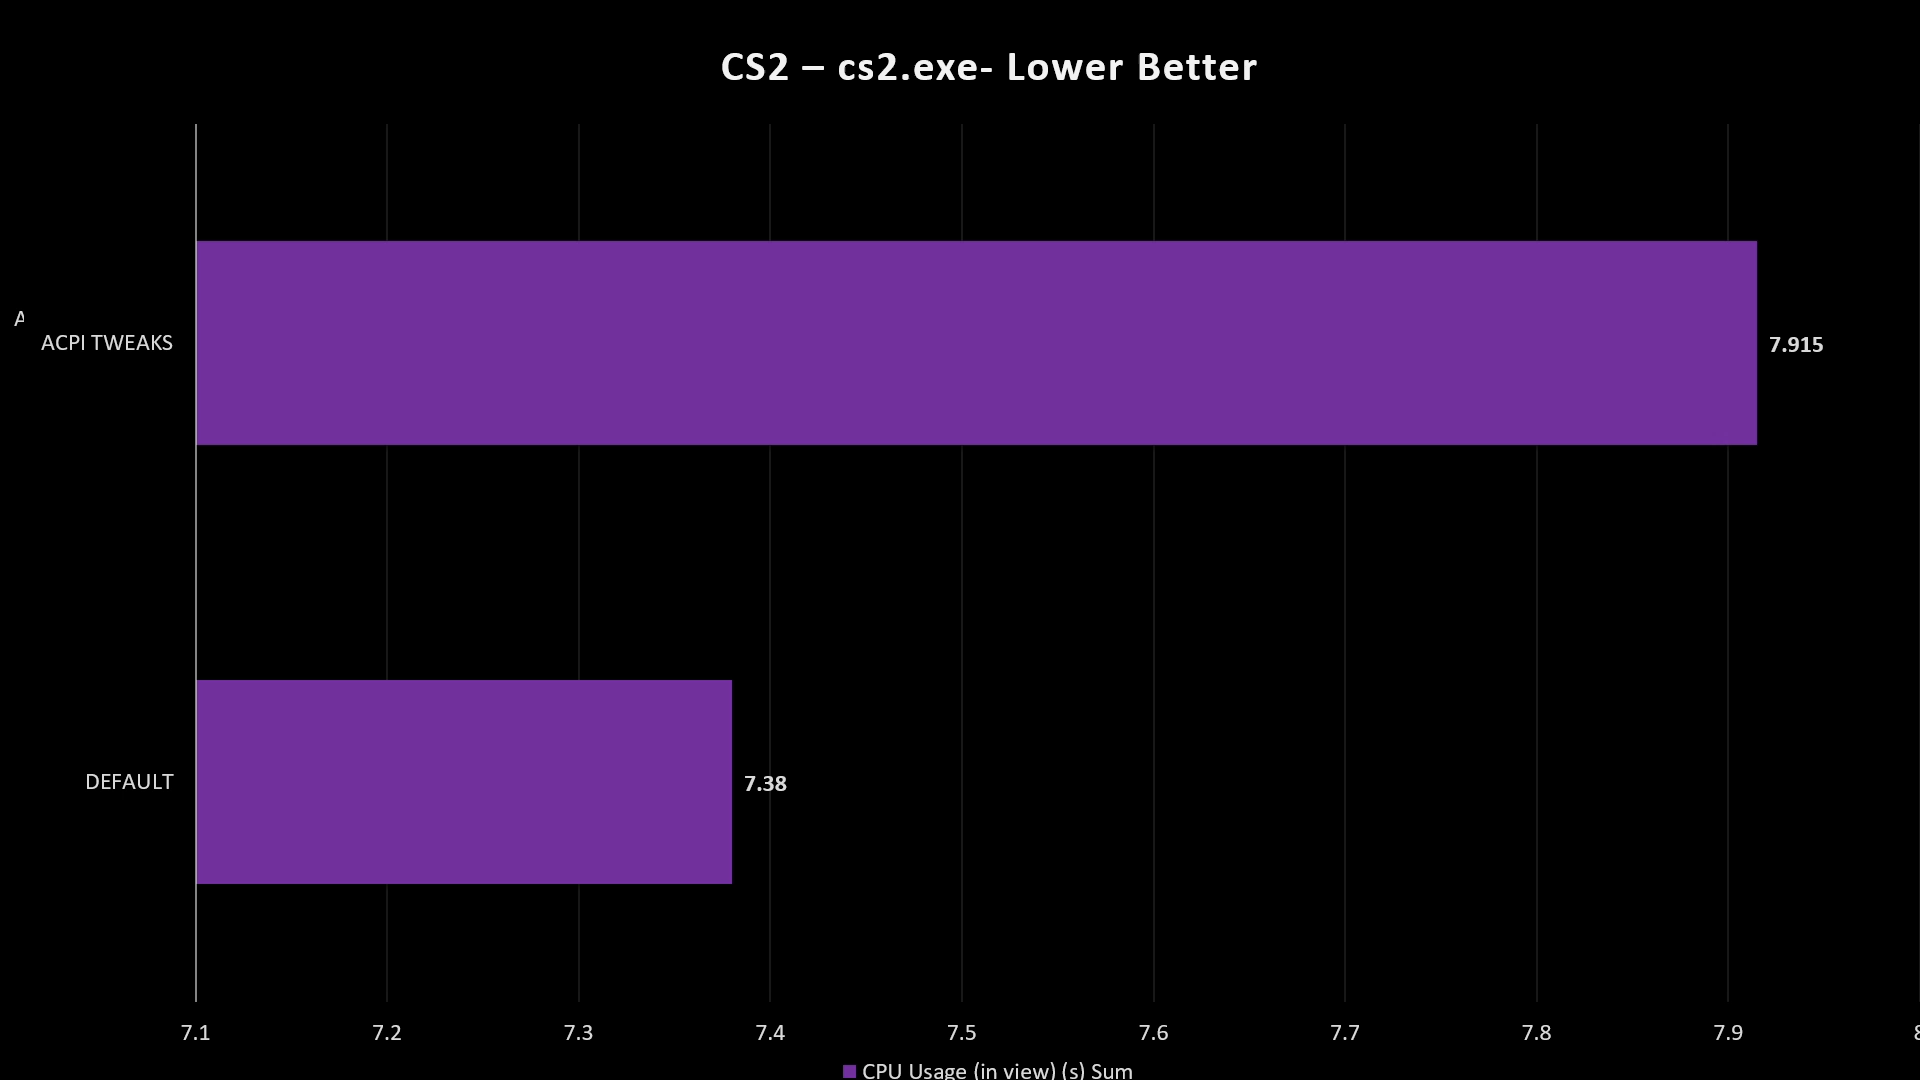 CS2 – cs2.exe- Lower Better
A
ACPI TWEAKS
7.915
DEFAULT
7.38
7.1 7.2 7.3 7.4 7.5 7.6 7.7 7.8 7.9
CPU Usage (in view) (s) Sum